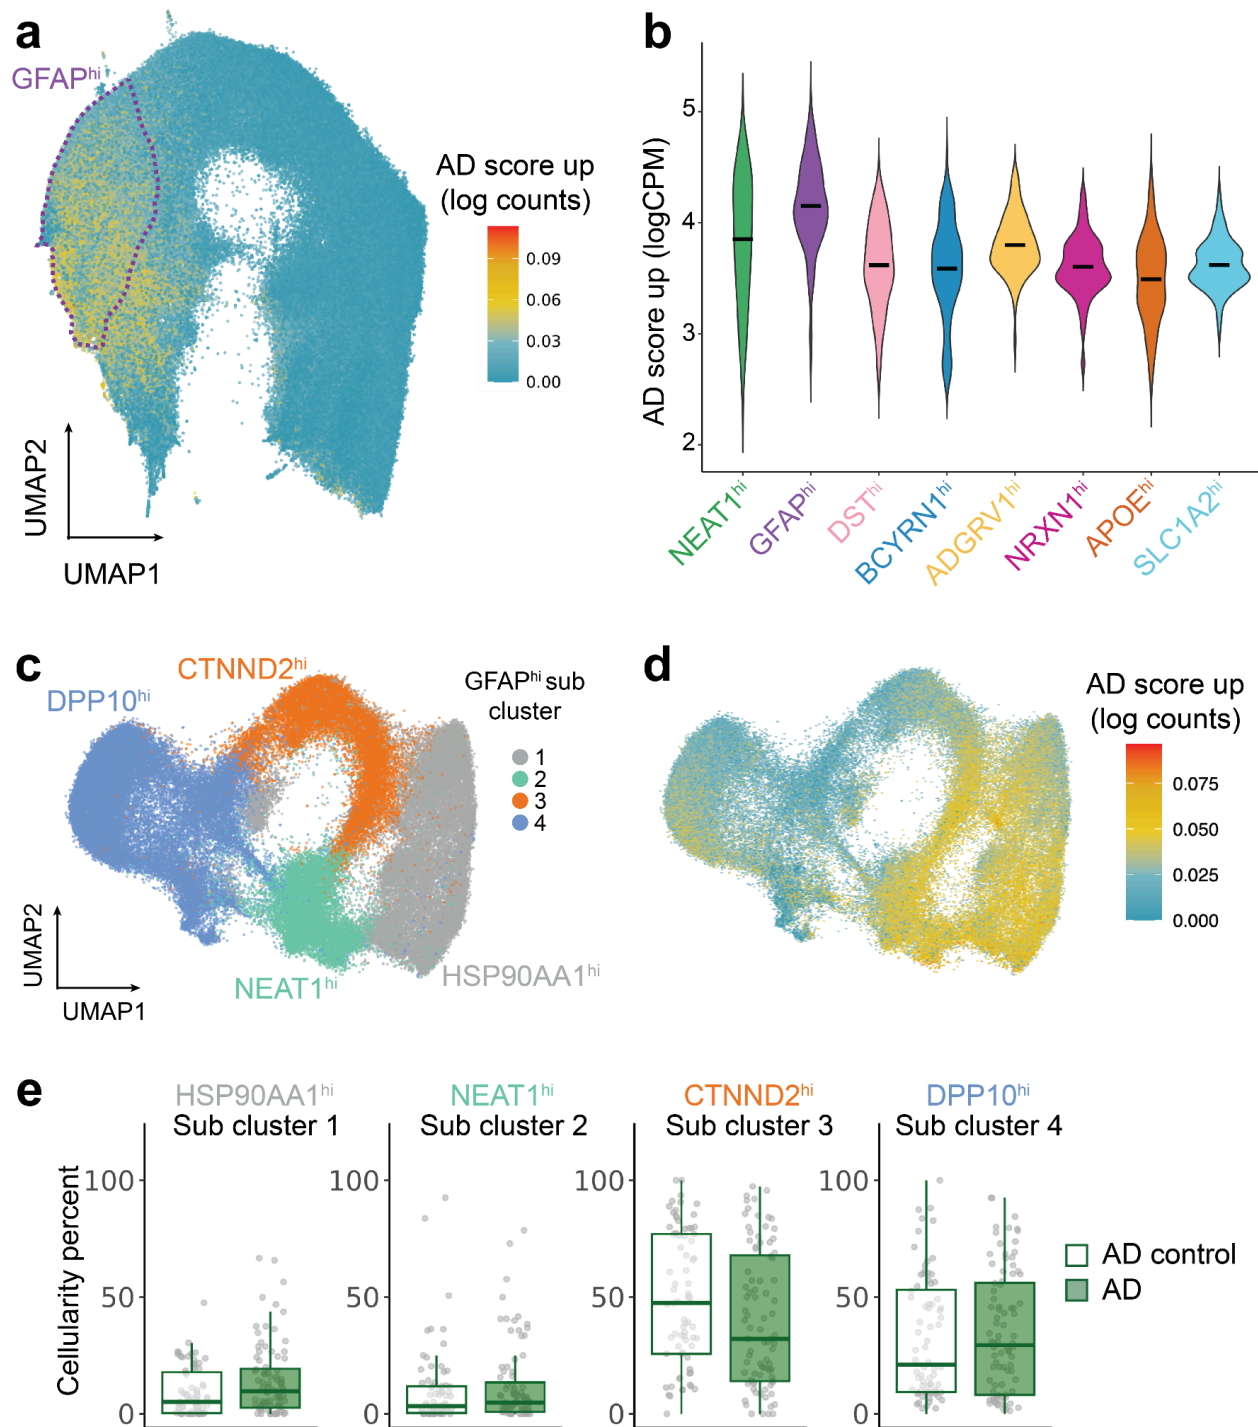 a
GFAPhi
AD score up
(log counts)
0.09
0.06
0.03
0.00
UMAP2
UMAP1
b
AD score up (logCPM)
5
4
3
2
NEAT1hi
GFAPhi
DSThi
BCYRN1hi
ADGRV1hi
NRXN1hi
APOEhi
SLC1A2hi
c
CTNND2hi
DPP10hi
GFAPhi sub
cluster
1
2
3
4
NEAT1hi
HSP90AA1hi
UMAP2
UMAP1
d
AD score up
(log counts)
0.075
0.050
0.025
0.000
e
HSP90AA1hi
Sub cluster 1
NEAT1hi
Sub cluster 2
CTNND2hi
Sub cluster 3
DPP10hi
Sub cluster 4
Cellularity percent
100
50
0
100
50
0
100
50
0
100
50
0
AD control
AD